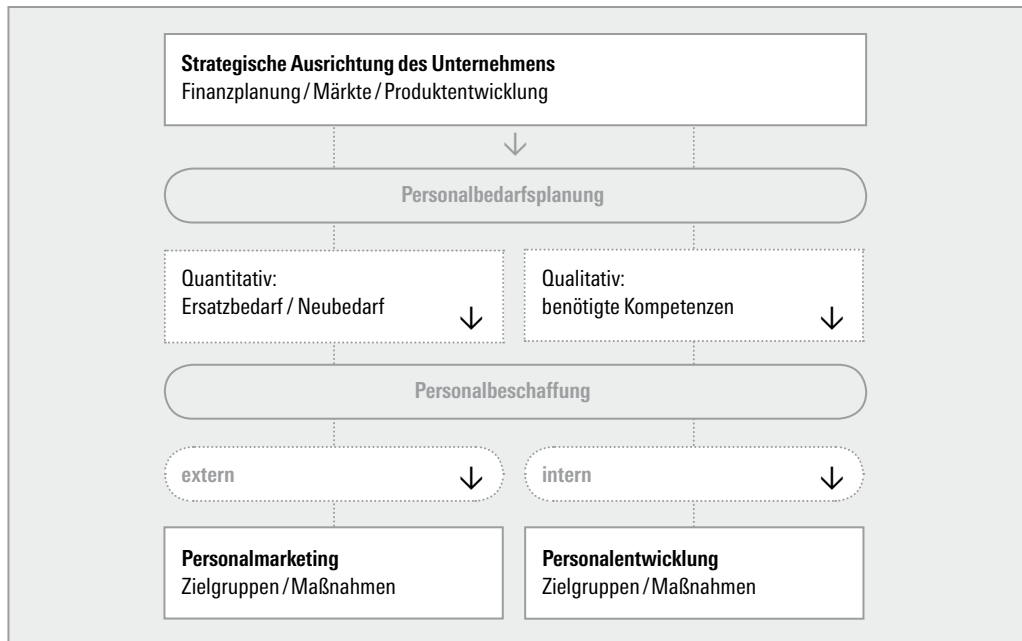 Strategische Ausrichtung des Unternehmens
Finanzplanung / Märkte / Produktentwicklung
Personalbedarfsplanung
Quantitativ:
Ersatzbedarf / Neubedarf
Qualitativ:
benötigte Kompetenzen
Personalbeschaffung
extern
intern
Personalmarketing
Zielgruppen / Maßnahmen
Personalentwicklung
Zielgruppen / Maßnahmen